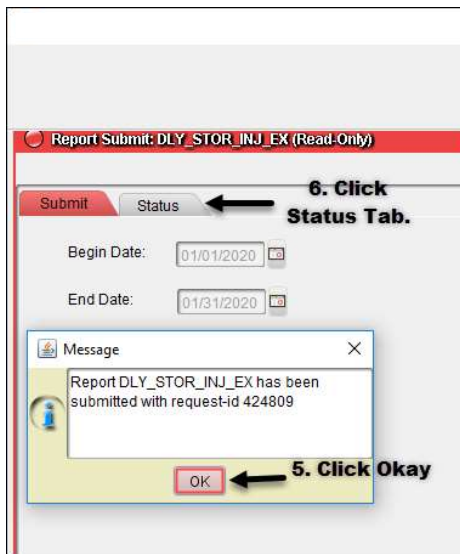 Report Submit: DLY_STOR_INJ_EX (Read-Only)
Submit
Status
6. Click
Status Tab.
Begin Date:
01/01/2020
End Date:
01/31/2020
Message
Report DLY_STOR_INJ_EX has been
submitted with request-id 424809
OK
5. Click Okay